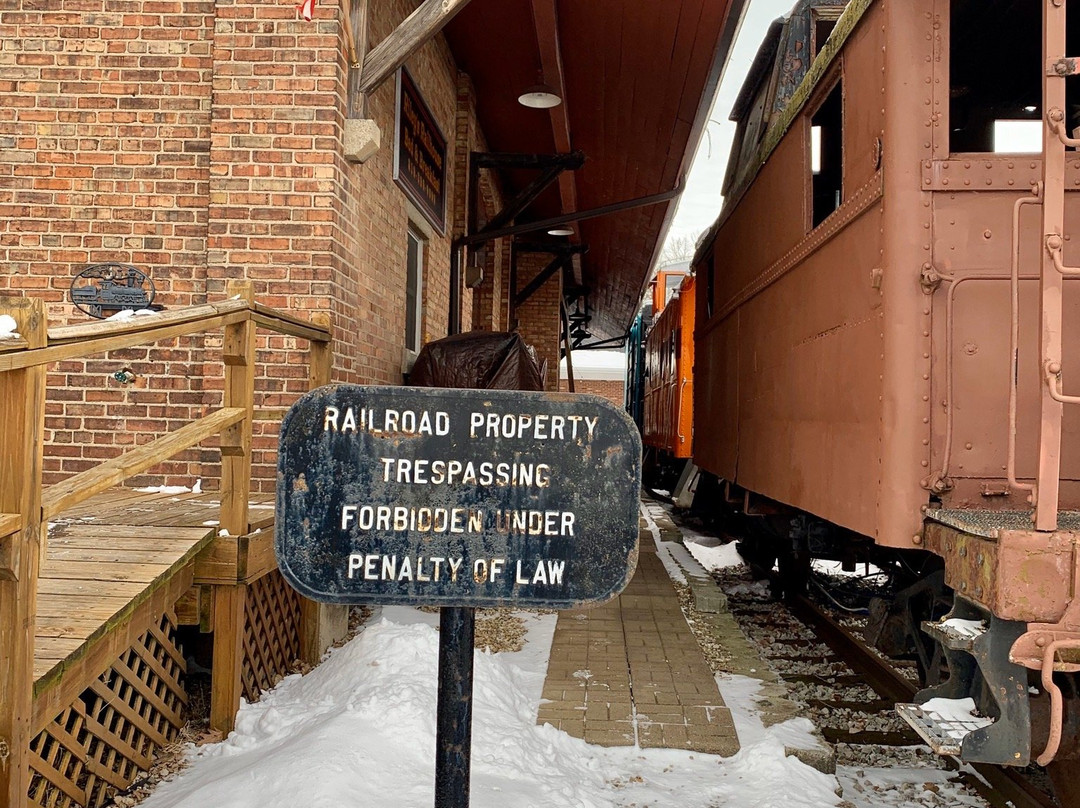 RAILROAD PROPERTY
TRESPASSING
FORBIDDEN UNDER
PENALTY OF LAW